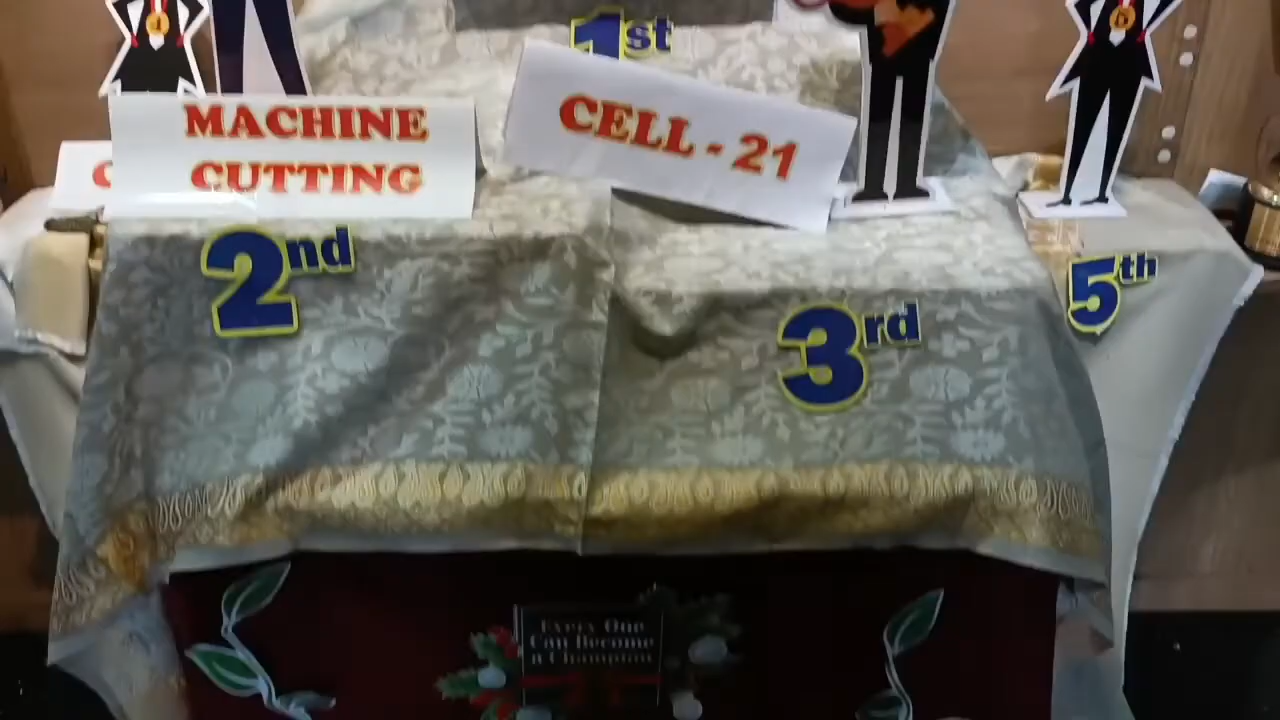 1st
MACHINE
CUTTING
CELL - 21
2nd
3rd
5th
Every One
Can Become
a Champion